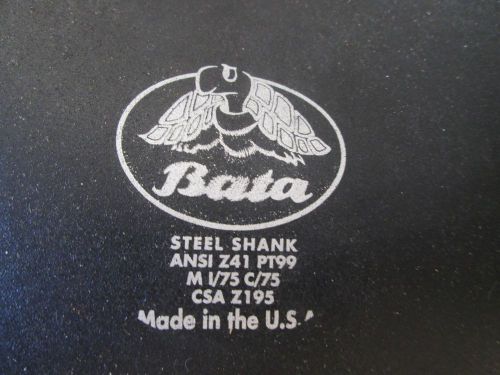 Bata
STEEL SHANK
ANSI Z41 PT99
M I/75 C/75
CSA Z195
Made in the U.S.A